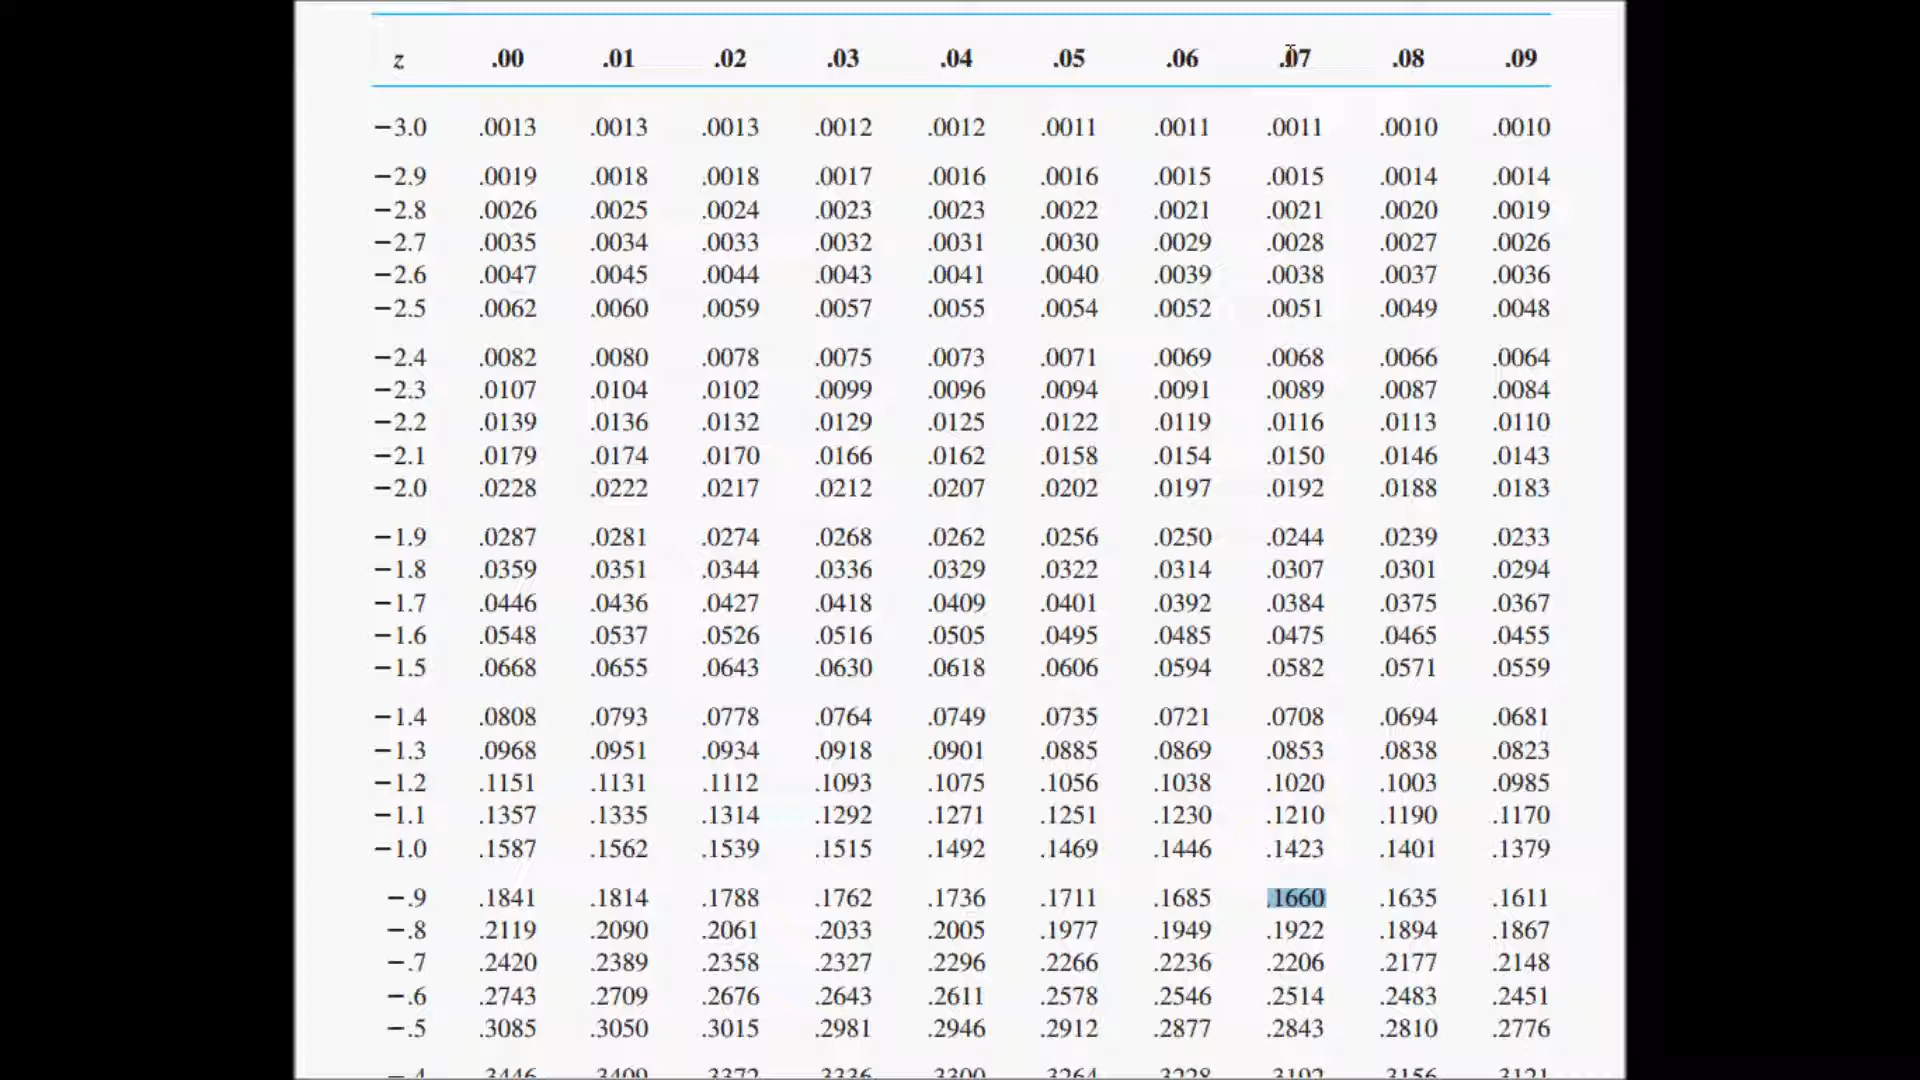 z .00 .01 .02 .03 .04 .05 .06 .07 .08 .09
−3.0 .0013 .0013 .0013 .0012 .0012 .0011 .0011 .0011 .0010 .0010
−2.9 .0019 .0018 .0018 .0017 .0016 .0016 .0015 .0015 .0014 .0014
−2.8 .0026 .0025 .0024 .0023 .0023 .0022 .0021 .0021 .0020 .0019
−2.7 .0035 .0034 .0033 .0032 .0031 .0030 .0029 .0028 .0027 .0026
−2.6 .0047 .0045 .0044 .0043 .0041 .0040 .0039 .0038 .0037 .0036
−2.5 .0062 .0060 .0059 .0057 .0055 .0054 .0052 .0051 .0049 .0048
−2.4 .0082 .0080 .0078 .0075 .0073 .0071 .0069 .0068 .0066 .0064
−2.3 .0107 .0104 .0102 .0099 .0096 .0094 .0091 .0089 .0087 .0084
−2.2 .0139 .0136 .0132 .0129 .0125 .0122 .0119 .0116 .0113 .0110
−2.1 .0179 .0174 .0170 .0166 .0162 .0158 .0154 .0150 .0146 .0143
−2.0 .0228 .0222 .0217 .0212 .0207 .0202 .0197 .0192 .0188 .0183
−1.9 .0287 .0281 .0274 .0268 .0262 .0256 .0250 .0244 .0239 .0233
−1.8 .0359 .0351 .0344 .0336 .0329 .0322 .0314 .0307 .0301 .0294
−1.7 .0446 .0436 .0427 .0418 .0409 .0401 .0392 .0384 .0375 .0367
−1.6 .0548 .0537 .0526 .0516 .0505 .0495 .0485 .0475 .0465 .0455
−1.5 .0668 .0655 .0643 .0630 .0618 .0606 .0594 .0582 .0571 .0559
−1.4 .0808 .0793 .0778 .0764 .0749 .0735 .0721 .0708 .0694 .0681
−1.3 .0968 .0951 .0934 .0918 .0901 .0885 .0869 .0853 .0838 .0823
−1.2 .1151 .1131 .1112 .1093 .1075 .1056 .1038 .1020 .1003 .0985
−1.1 .1357 .1335 .1314 .1292 .1271 .1251 .1230 .1210 .1190 .1170
−1.0 .1587 .1562 .1539 .1515 .1492 .1469 .1446 .1423 .1401 .1379
−.9 .1841 .1814 .1788 .1762 .1736 .1711 .1685 .1660 .1635 .1611
−.8 .2119 .2090 .2061 .2033 .2005 .1977 .1949 .1922 .1894 .1867
−.7 .2420 .2389 .2358 .2327 .2296 .2266 .2236 .2206 .2177 .2148
−.6 .2743 .2709 .2676 .2643 .2611 .2578 .2546 .2514 .2483 .2451
−.5 .3085 .3050 .3015 .2981 .2946 .2912 .2877 .2843 .2810 .2776